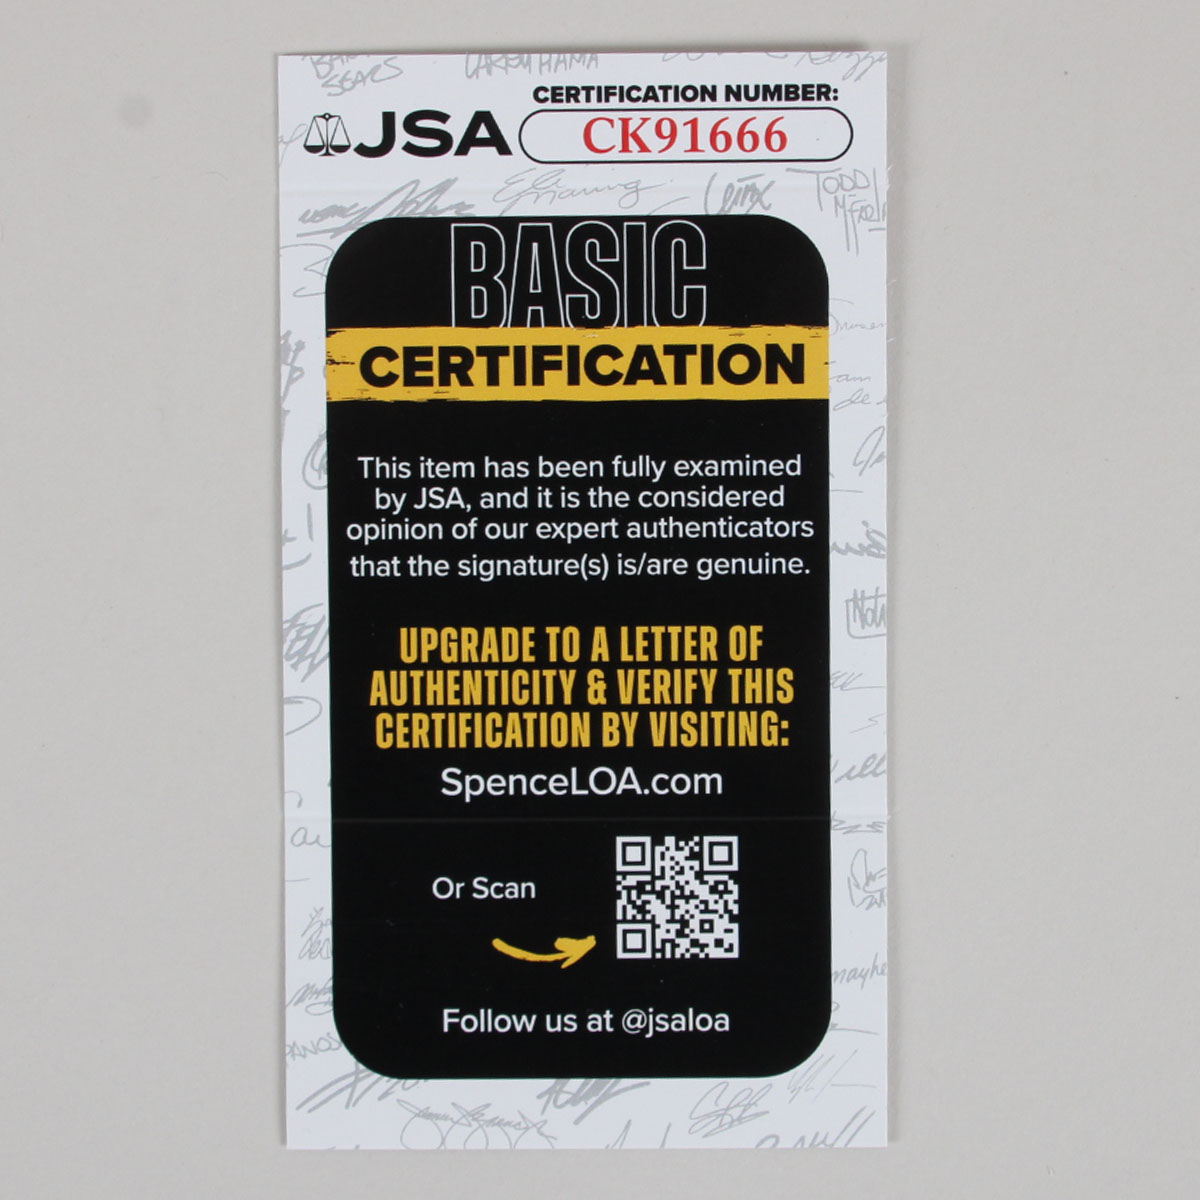 CERTIFICATION NUMBER:
JSA
CK91666
BASIC
CERTIFICATION
This item has been fully examined
by JSA, and it is the considered
opinion of our expert authenticators
that the signature(s) is/are genuine.
UPGRADE TO A LETTER OF
AUTHENTICITY & VERIFY THIS
CERTIFICATION BY VISITING:
SpenceLOA.com
Or Scan
Follow us at @jsaloa